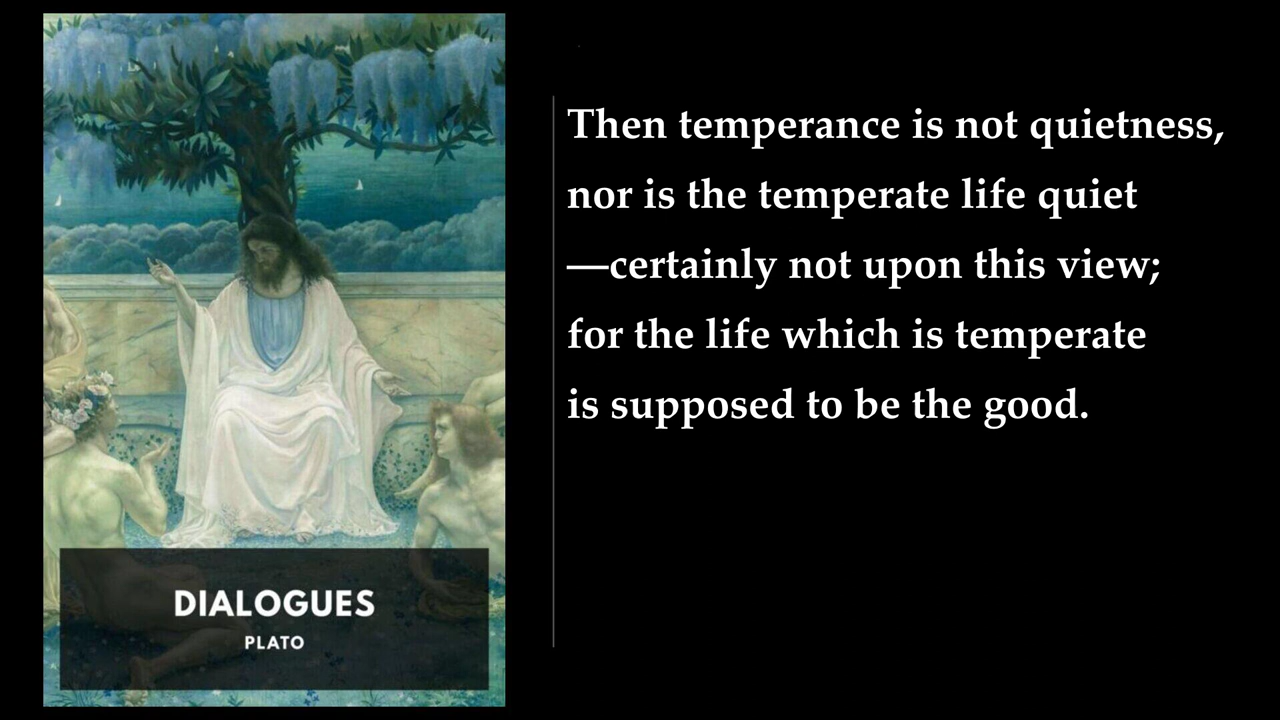 Then temperance is not quietness,
nor is the temperate life quiet
—certainly not upon this view;
for the life which is temperate
is supposed to be the good.
DIALOGUES
PLATO